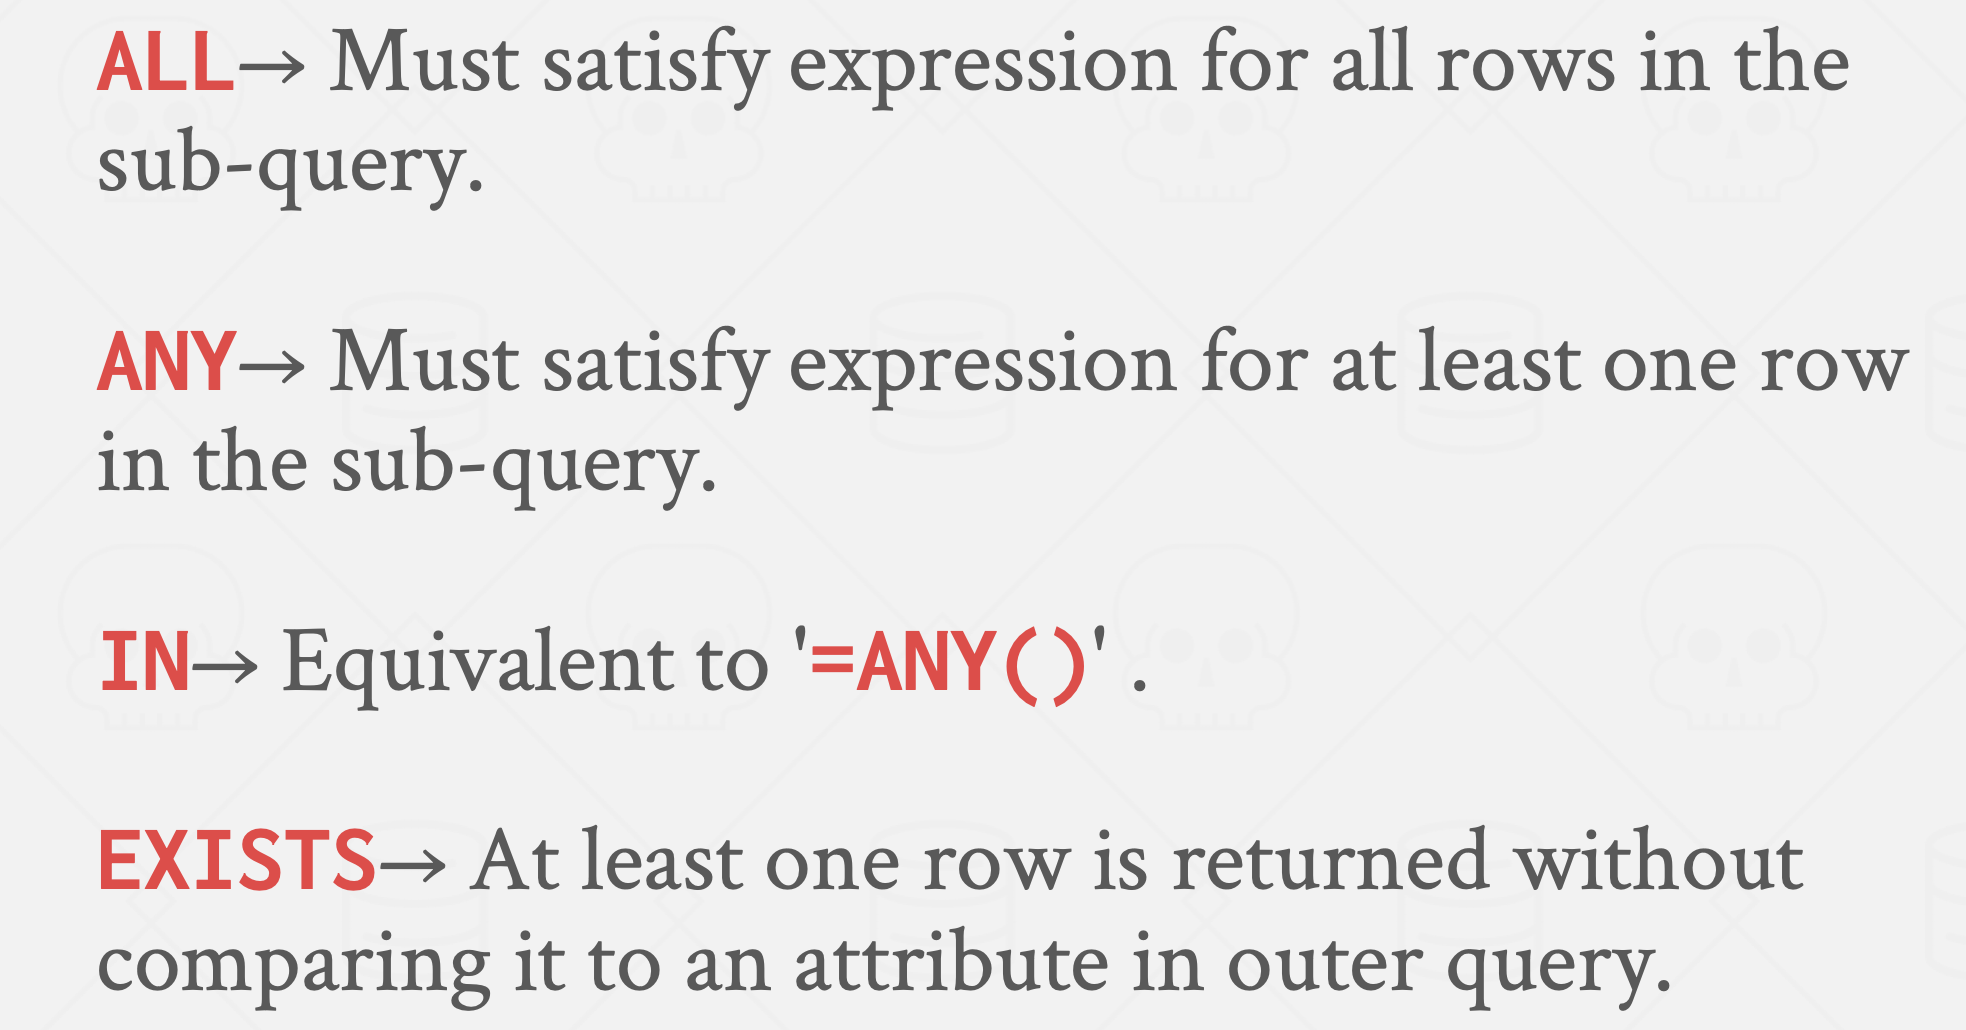 ALL→ Must satisfy expression for all rows in the
sub-query.
ANY→ Must satisfy expression for at least one row
in the sub-query.
IN→ Equivalent to '=ANY()' .
EXISTS→ At least one row is returned without
comparing it to an attribute in outer query.